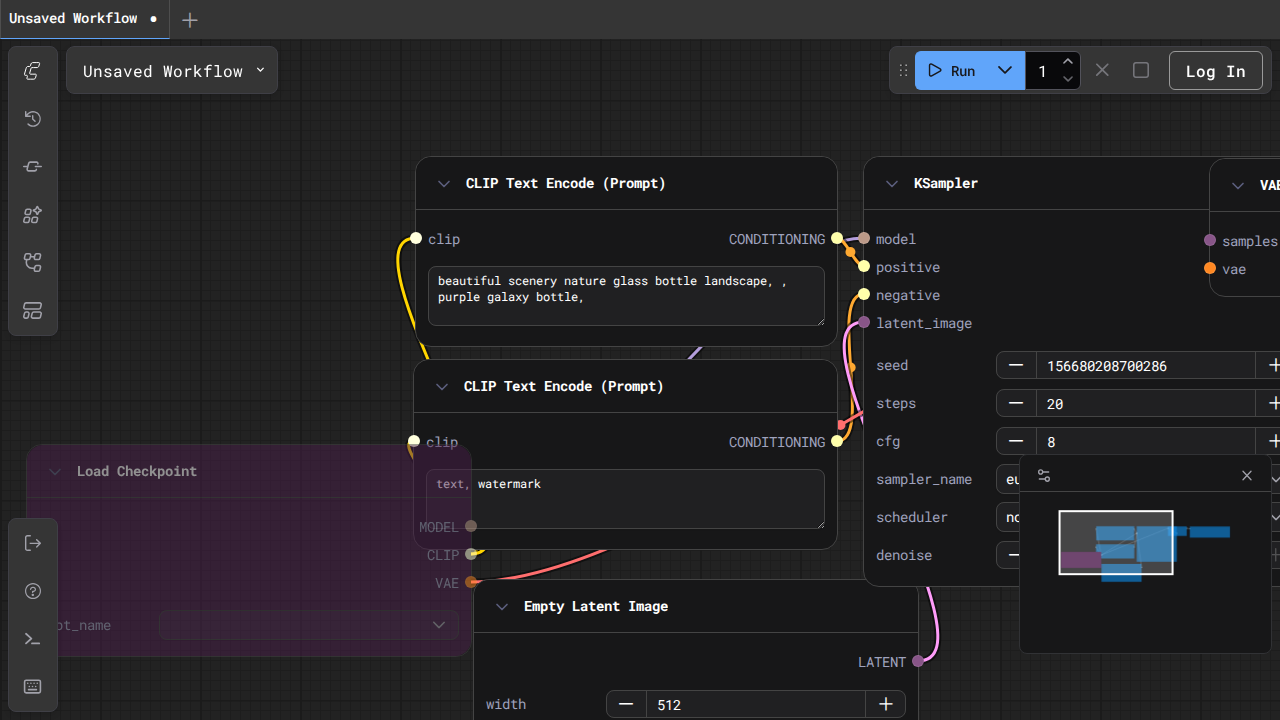 Unsaved Workflow
Unsaved Workflow
Run
1
Log In
CLIP Text Encode (Prompt)
clip
CONDITIONING
beautiful scenery nature glass bottle landscape, ,
purple galaxy bottle,
CLIP Text Encode (Prompt)
clip
CONDITIONING
text, watermark
Load Checkpoint
MODEL
CLIP
VAE
pt_name
Empty Latent Image
LATENT
width
512
KSampler
model
positive
negative
latent_image
seed
156680208700286
steps
20
cfg
8
sampler_name
eu
scheduler
no
denoise
VAE
samples
vae